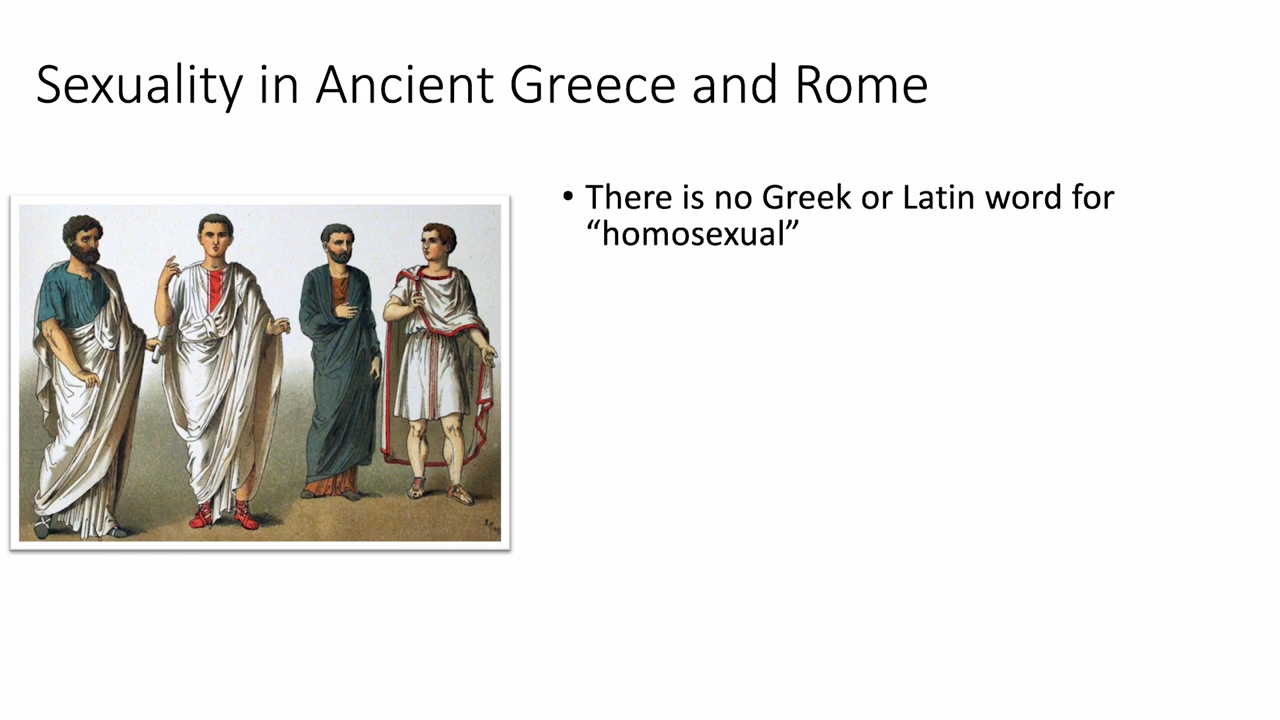 Sexuality in Ancient Greece and Rome
• There is no Greek or Latin word for
“homosexual”